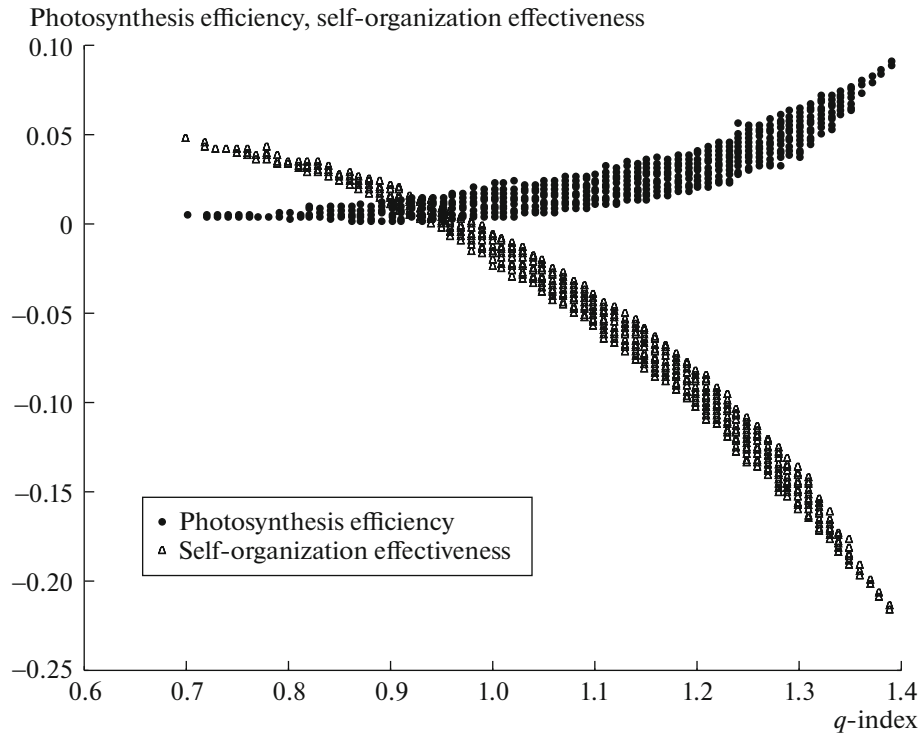 Photosynthesis efficiency, self-organization effectiveness
0.10
0.05
0
−0.05
−0.10
−0.15
−0.20
−0.25
Photosynthesis efficiency
Self-organization effectiveness
0.6 0.7 0.8 0.9 1.0 1.1 1.2 1.3 1.4
q-index